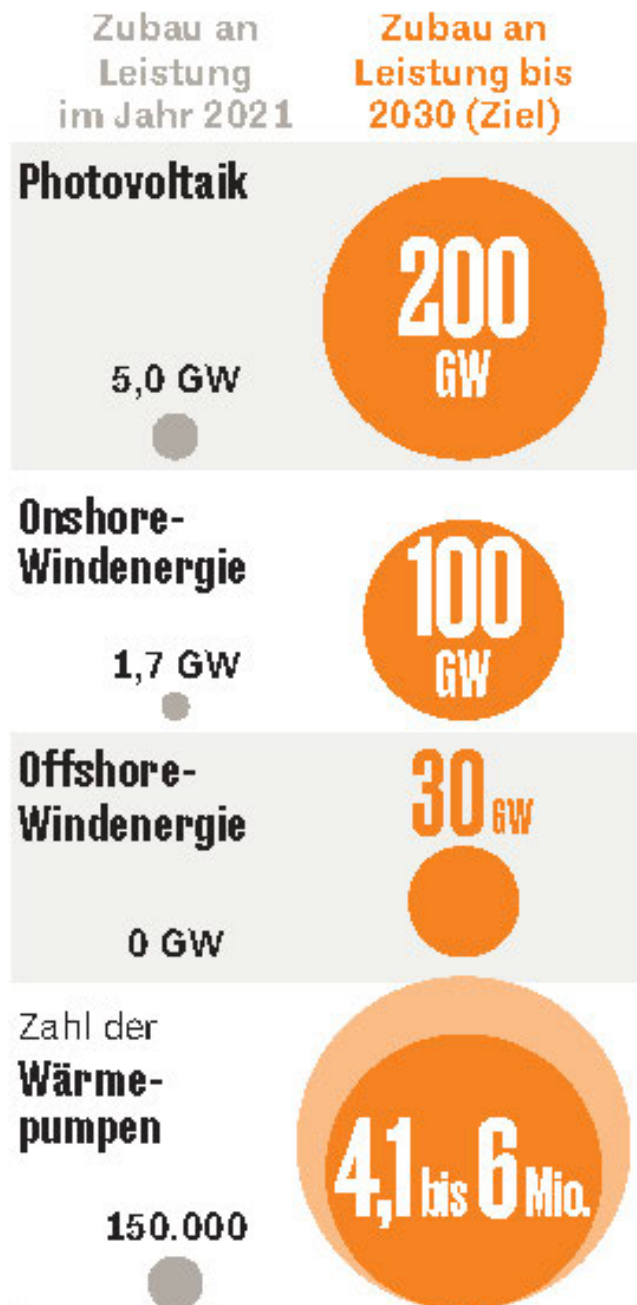 Zubau an
Leistung
im Jahr 2021
Zubau an
Leistung bis
2030 (Ziel)
Photovoltaik
5,0 GW
200
GW
Onshore-
Windenergie
1,7 GW
100
GW
Offshore-
Windenergie
0 GW
30 GW
Zahl der
Wärme-
pumpen
150.000
4,1 bis 6 Mio.